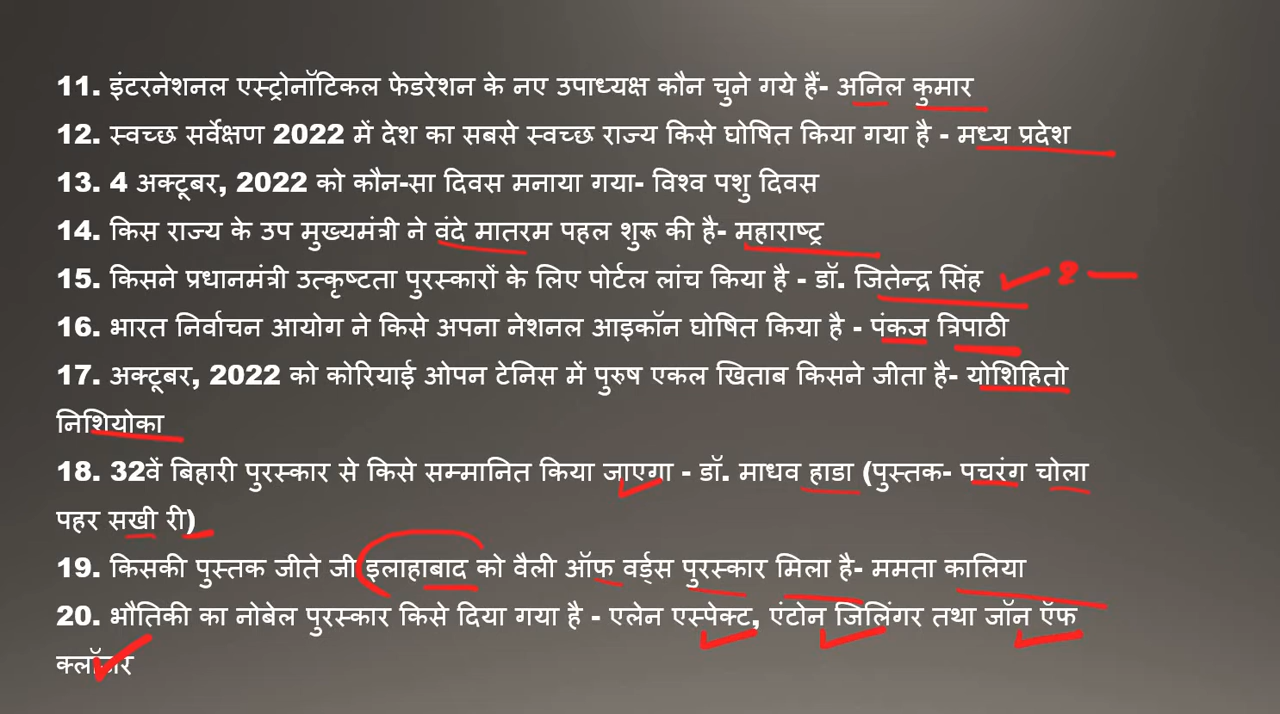 11. इंटरनेशनल एस्ट्रोनॉटिकल फेडरेशन के नए उपाध्यक्ष कौन चुने गये हैं- अनिल कुमार
12. स्वच्छ सर्वेक्षण 2022 में देश का सबसे स्वच्छ राज्य किसे घोषित किया गया है - मध्य प्रदेश
13. 4 अक्टूबर, 2022 को कौन-सा दिवस मनाया गया- विश्व पशु दिवस
14. किस राज्य के उप मुख्यमंत्री ने वंदे मातरम पहल शुरू की है- महाराष्ट्र
15. किसने प्रधानमंत्री उत्कृष्टता पुरस्कारों के लिए पोर्टल लांच किया है - डॉ. जितेन्द्र सिंह
16. भारत निर्वाचन आयोग ने किसे अपना नेशनल आइकॉन घोषित किया है - पंकज त्रिपाठी
17. अक्टूबर, 2022 को कोरियाई ओपन टेनिस में पुरुष एकल खिताब किसने जीता है- योशिहितो
निशियोका
18. 32वें बिहारी पुरस्कार से किसे सम्मानित किया जाएगा - डॉ. माधव हाडा (पुस्तक- पचरंग चोला
पहर सखी री)
19. किसकी पुस्तक जीते जी इलाहाबाद को वैली ऑफ वर्ड्स पुरस्कार मिला है- ममता कालिया
20. भौतिकी का नोबेल पुरस्कार किसे दिया गया है - एलेन एस्पेक्ट, एंटोन जिलिंगर तथा जॉन ऍफ